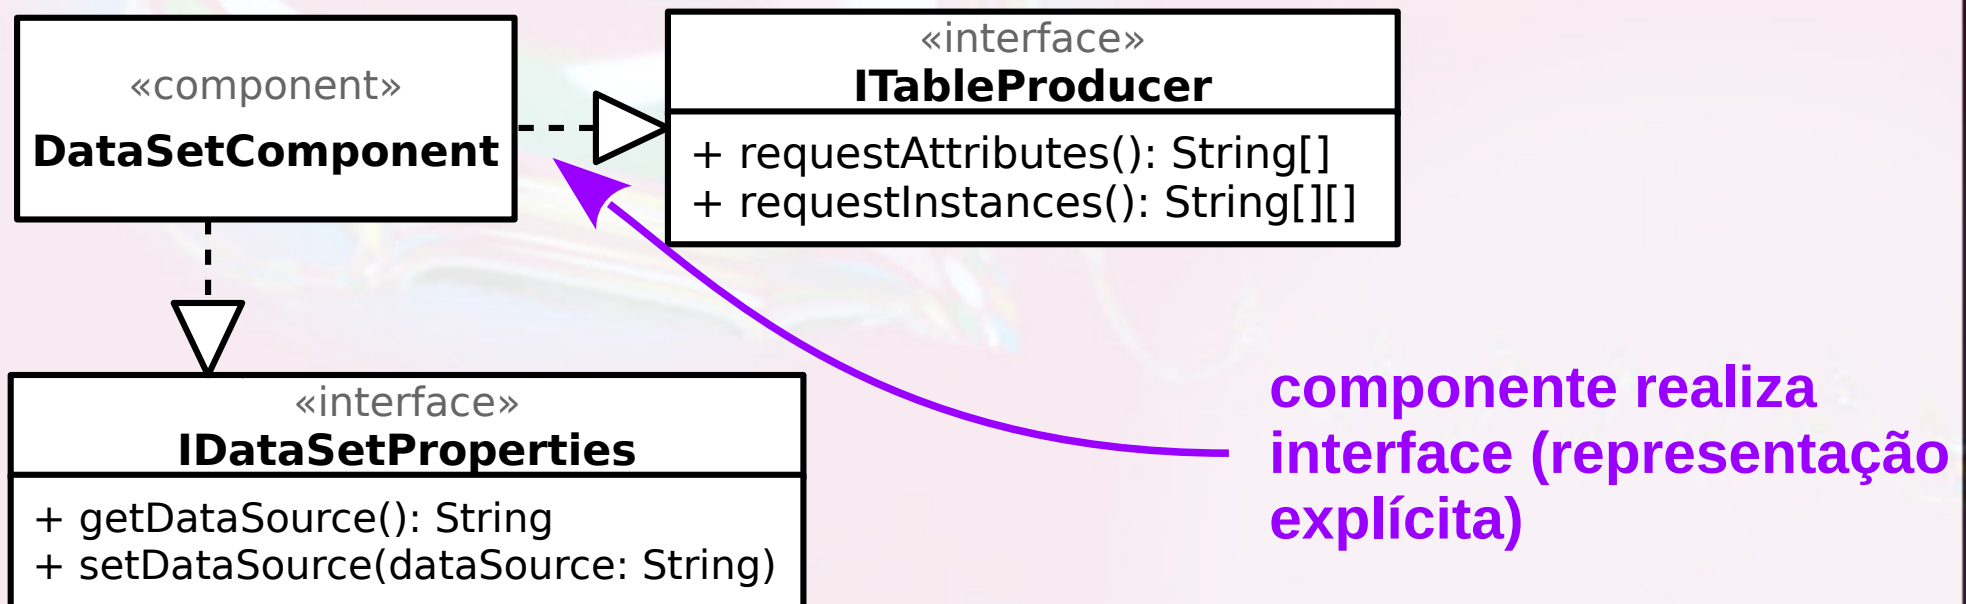 «component»
DataSetComponent
«interface»
ITableProducer
+ requestAttributes(): String[]
+ requestInstances(): String[][]
«interface»
IDataSetProperties
+ getDataSource(): String
+ setDataSource(dataSource: String)
componente realiza
interface (representação
explícita)